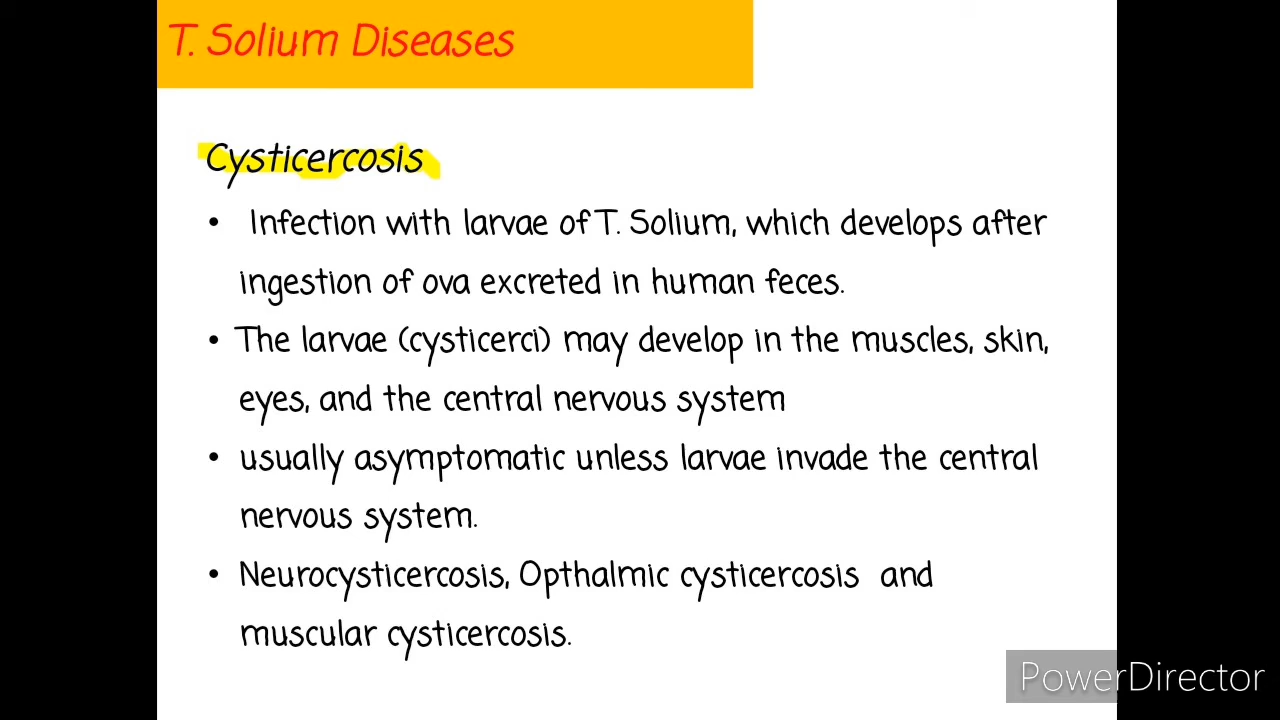 T. Solium Diseases
Cysticercosis
• Infection with larvae of T. Solium, which develops after
ingestion of ova excreted in human feces.
• The larvae (cysticerci) may develop in the muscles, skin,
eyes, and the central nervous system
• usually asymptomatic unless larvae invade the central
nervous system.
• Neurocysticercosis, Opthalmic cysticercosis and
muscular cysticercosis.
PowerDirector